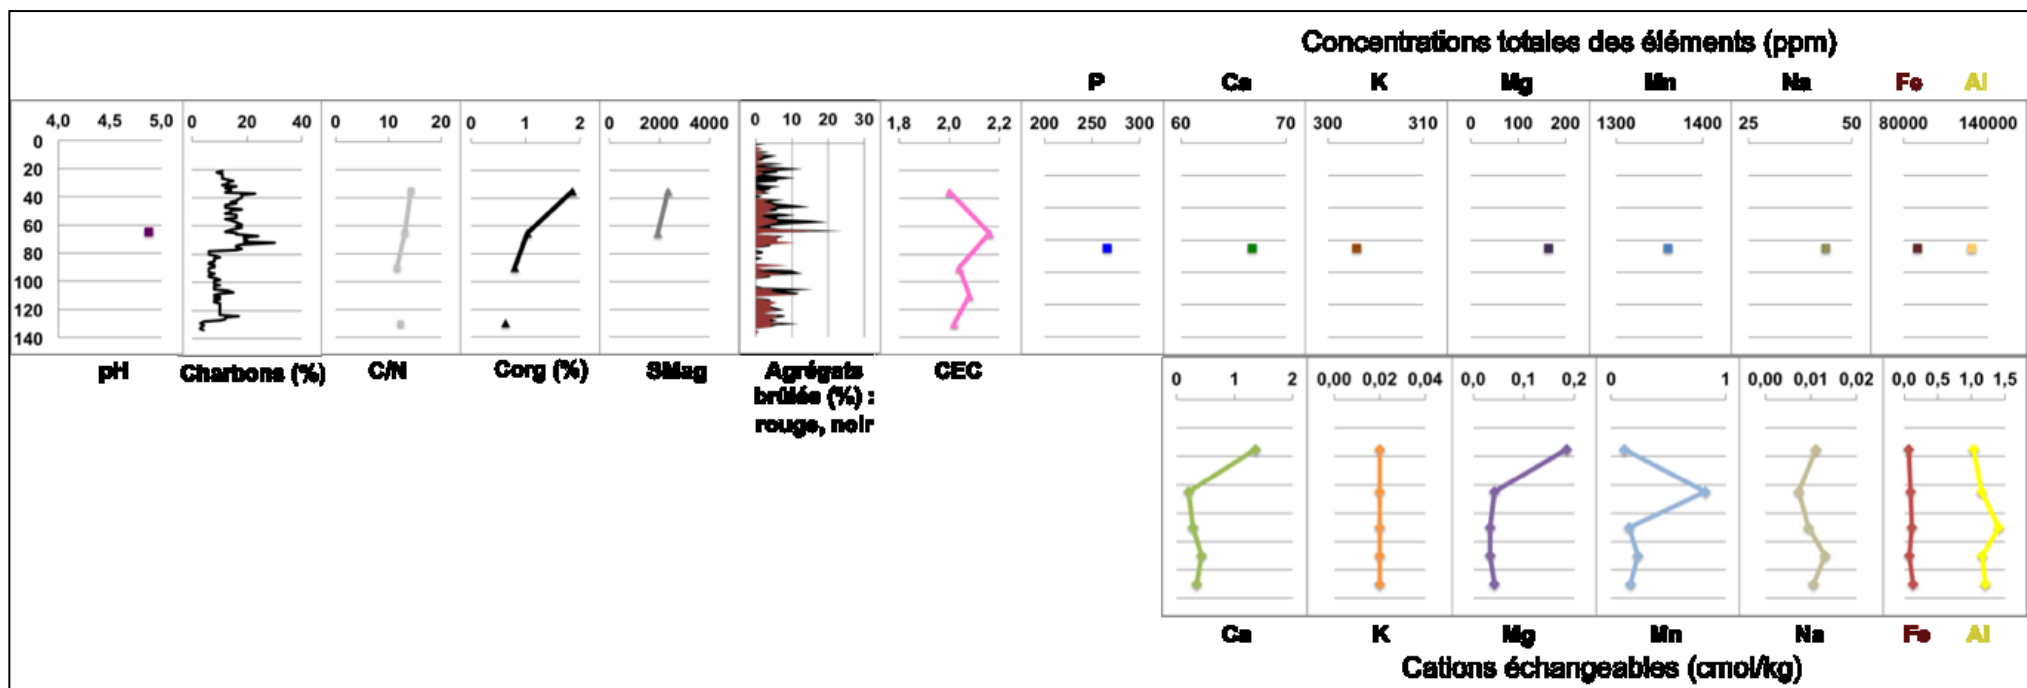 Concentrations totales des éléments (ppm)
P Ca K Mg Mn Na Fe Al
4,0 4,5 5,0 0 20 40 0 10 20 0 1 2 0 2000 4000 0 10 20 30 1,8 2,0 2,2 200 250 300 60 70 300 310 0 100 200 1300 1400 25 50 80000 140000
0
20
40
60
80
100
120
140
pH Charbons (%) C/N Corg (%) SMag Agrégats CEC
brûlés (%) :
rouge, noir
0 1 2 0,00 0,02 0,04 0,0 0,1 0,2 0 1 0,00 0,01 0,02 0,0 0,5 1,0 1,5
Ca K Mg Mn Na Fe Al
Cations échangeables (cmol/kg)